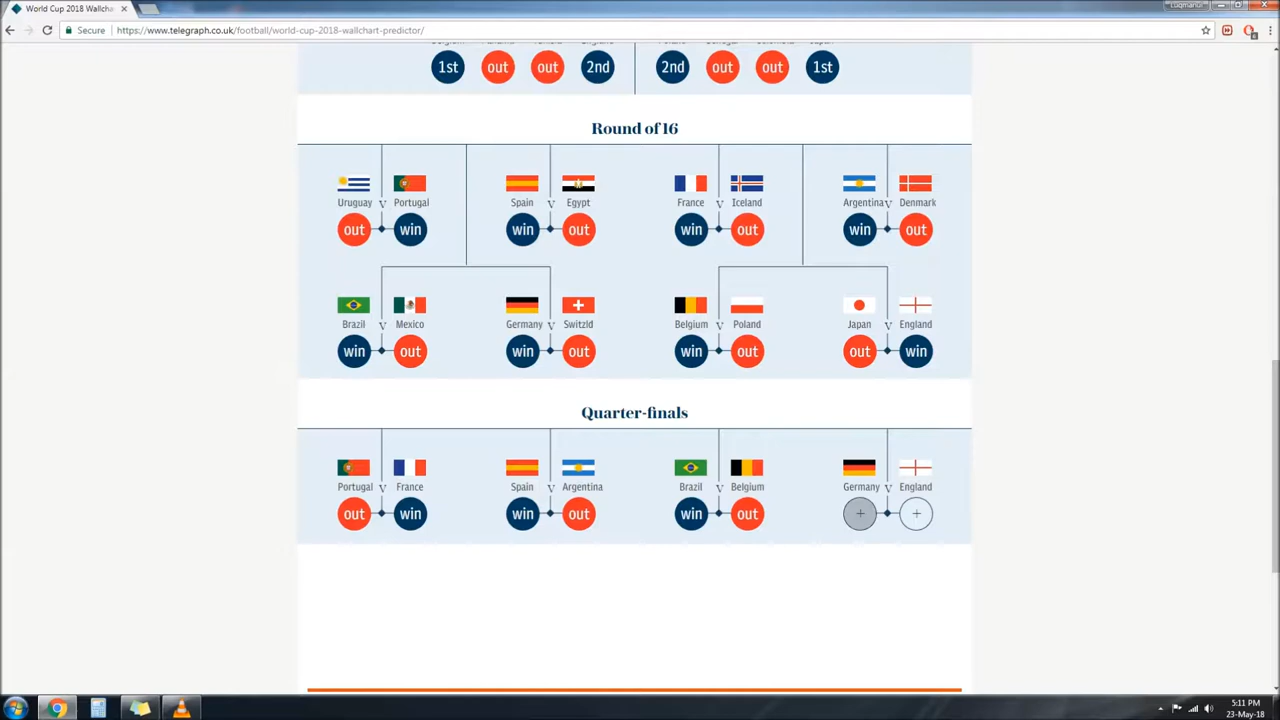 World Cup 2018 Wallchar
Luqmanul
Secure
https://www.telegraph.co.uk/football/world-cup-2018-wallchart-predictor/
1st out out 2nd 2nd out out 1st
Round of 16
Uruguay v Portugal Spain v Egypt France v Iceland Argentina v Denmark
out win win out win out win out
Brazil v Mexico Germany v Switzld Belgium v Poland Japan v England
win out win out win out out win
Quarter-finals
Portugal v France Spain v Argentina Brazil v Belgium Germany v England
out win win out win out + +
5:11 PM
23-May-18